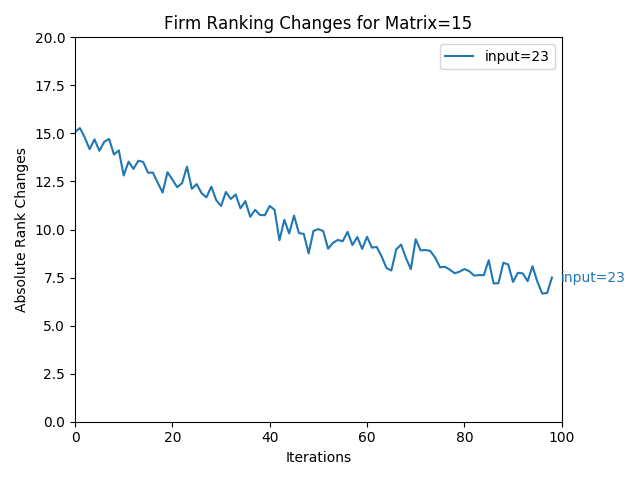 Firm Ranking Changes for Matrix=15
20.0
17.5
15.0
12.5
10.0
7.5
5.0
2.5
0.0
Absolute Rank Changes
input=23
input=23
0 20 40 60 80 100
Iterations